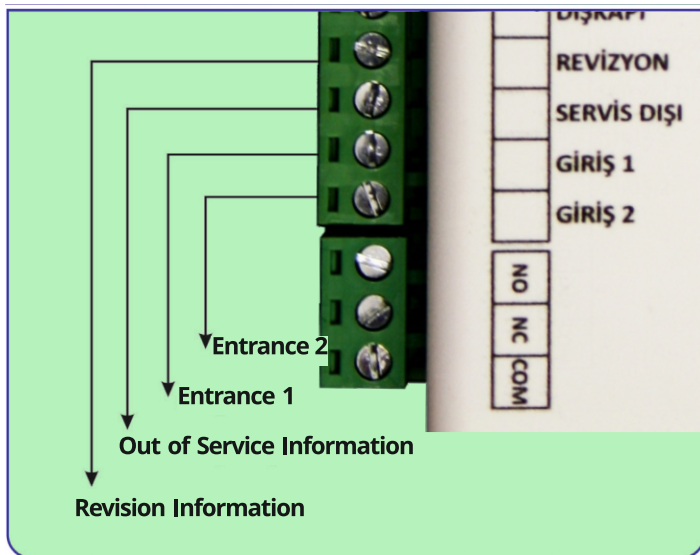 DIŞKAPI
REVİZYON
SERVİS DIŞI
GİRİŞ 1
GİRİŞ 2
NO
NC
COM
Entrance 2
Entrance 1
Out of Service Information
Revision Information